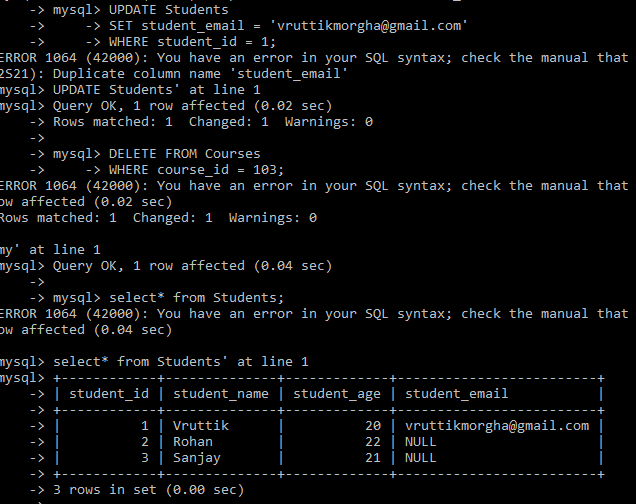 -> mysql> UPDATE Students
    ->     -> SET student_email = 'vruttikmorgha@gmail.com'
    ->     -> WHERE student_id = 1;
ERROR 1064 (42000): You have an error in your SQL syntax; check the manual that
2S21): Duplicate column name 'student_email'
mysql> UPDATE Students' at line 1
mysql> Query OK, 1 row affected (0.02 sec)
    -> Rows matched: 1  Changed: 1  Warnings: 0
    ->
    -> mysql> DELETE FROM Courses
    ->     -> WHERE course_id = 103;
ERROR 1064 (42000): You have an error in your SQL syntax; check the manual that
ow affected (0.02 sec)
Rows matched: 1  Changed: 1  Warnings: 0
my' at line 1
mysql> Query OK, 1 row affected (0.04 sec)
    ->
    -> mysql> select* from Students;
ERROR 1064 (42000): You have an error in your SQL syntax; check the manual that
ow affected (0.04 sec)
mysql> select* from Students' at line 1
mysql> +------------+--------------+-------------+-------------------------+
    -> | student_id | student_name | student_age | student_email           |
    -> +------------+--------------+-------------+-------------------------+
    -> |          1 | Vruttik      |          20 | vruttikmorgha@gmail.com |
    -> |          2 | Rohan        |          22 | NULL                    |
    -> |          3 | Sanjay       |          21 | NULL                    |
    -> +------------+--------------+-------------+-------------------------+
    -> 3 rows in set (0.00 sec)